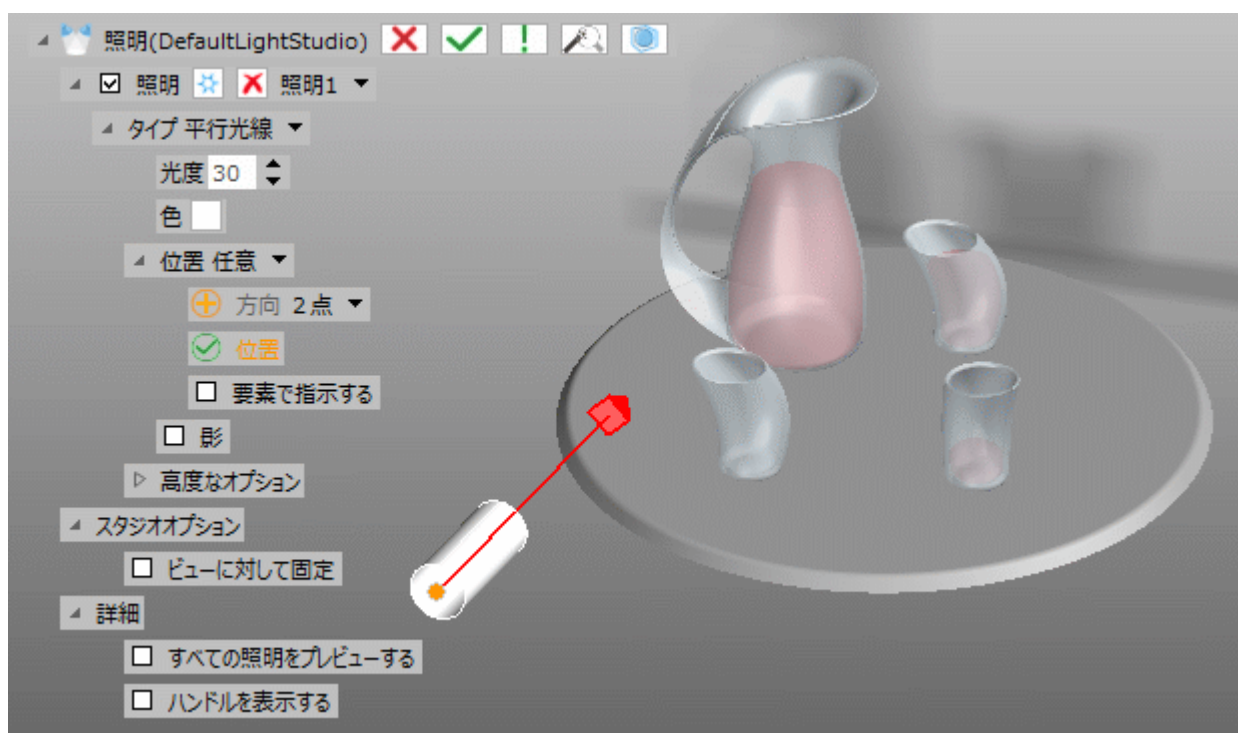 照明(DefaultLightStudio)
照明 照明1
タイプ 平行光線
光度 30
色
位置 任意
方向 2点
位置
要素で指示する
影
高度なオプション
スタジオオプション
ビューに対して固定
詳細
すべての照明をプレビューする
ハンドルを表示する